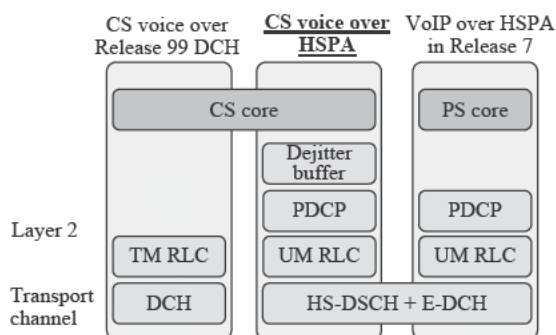 CS voice over
Release 99 DCH
CS voice over
HSPA
VoIP over HSPA
in Release 7
CS core
PS core
Dejitter
buffer
PDCP
PDCP
Layer 2
TM RLC
UM RLC
UM RLC
Transport
channel
DCH
HS-DSCH + E-DCH